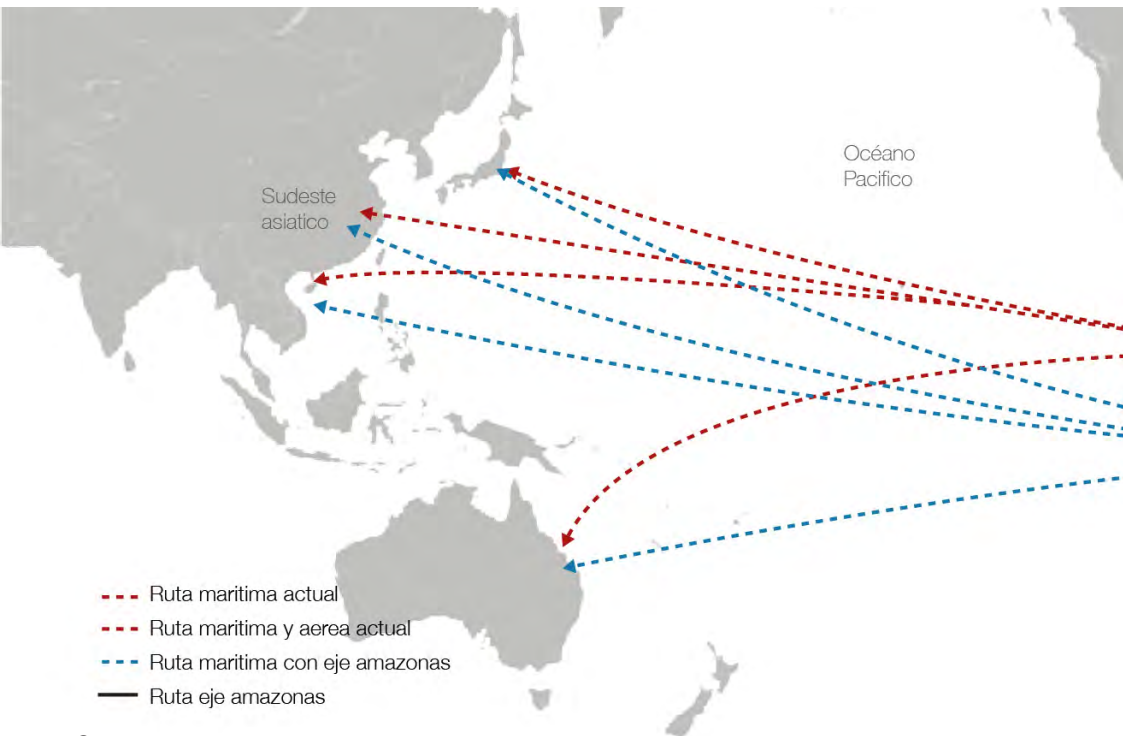 Océano
Pacifico
Sudeste
asiatico
Ruta maritima actual
Ruta maritima y aerea actual
Ruta maritima con eje amazonas
Ruta eje amazonas